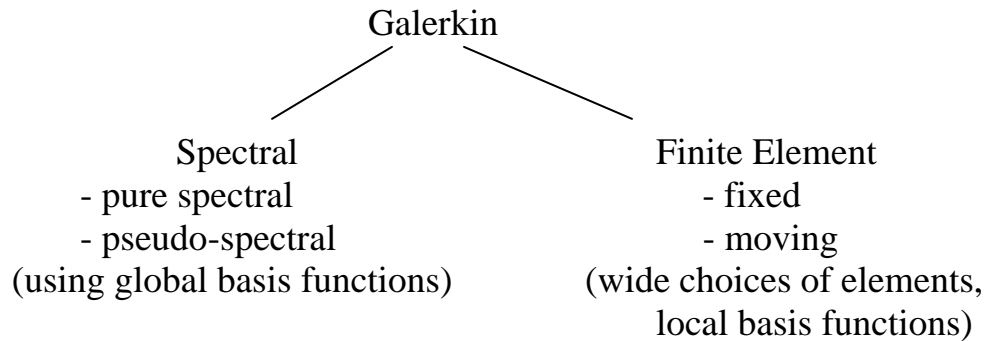 Galerkin
Spectral
- pure spectral
- pseudo-spectral
(using global basis functions)
Finite Element
- fixed
- moving
(wide choices of elements,
local basis functions)